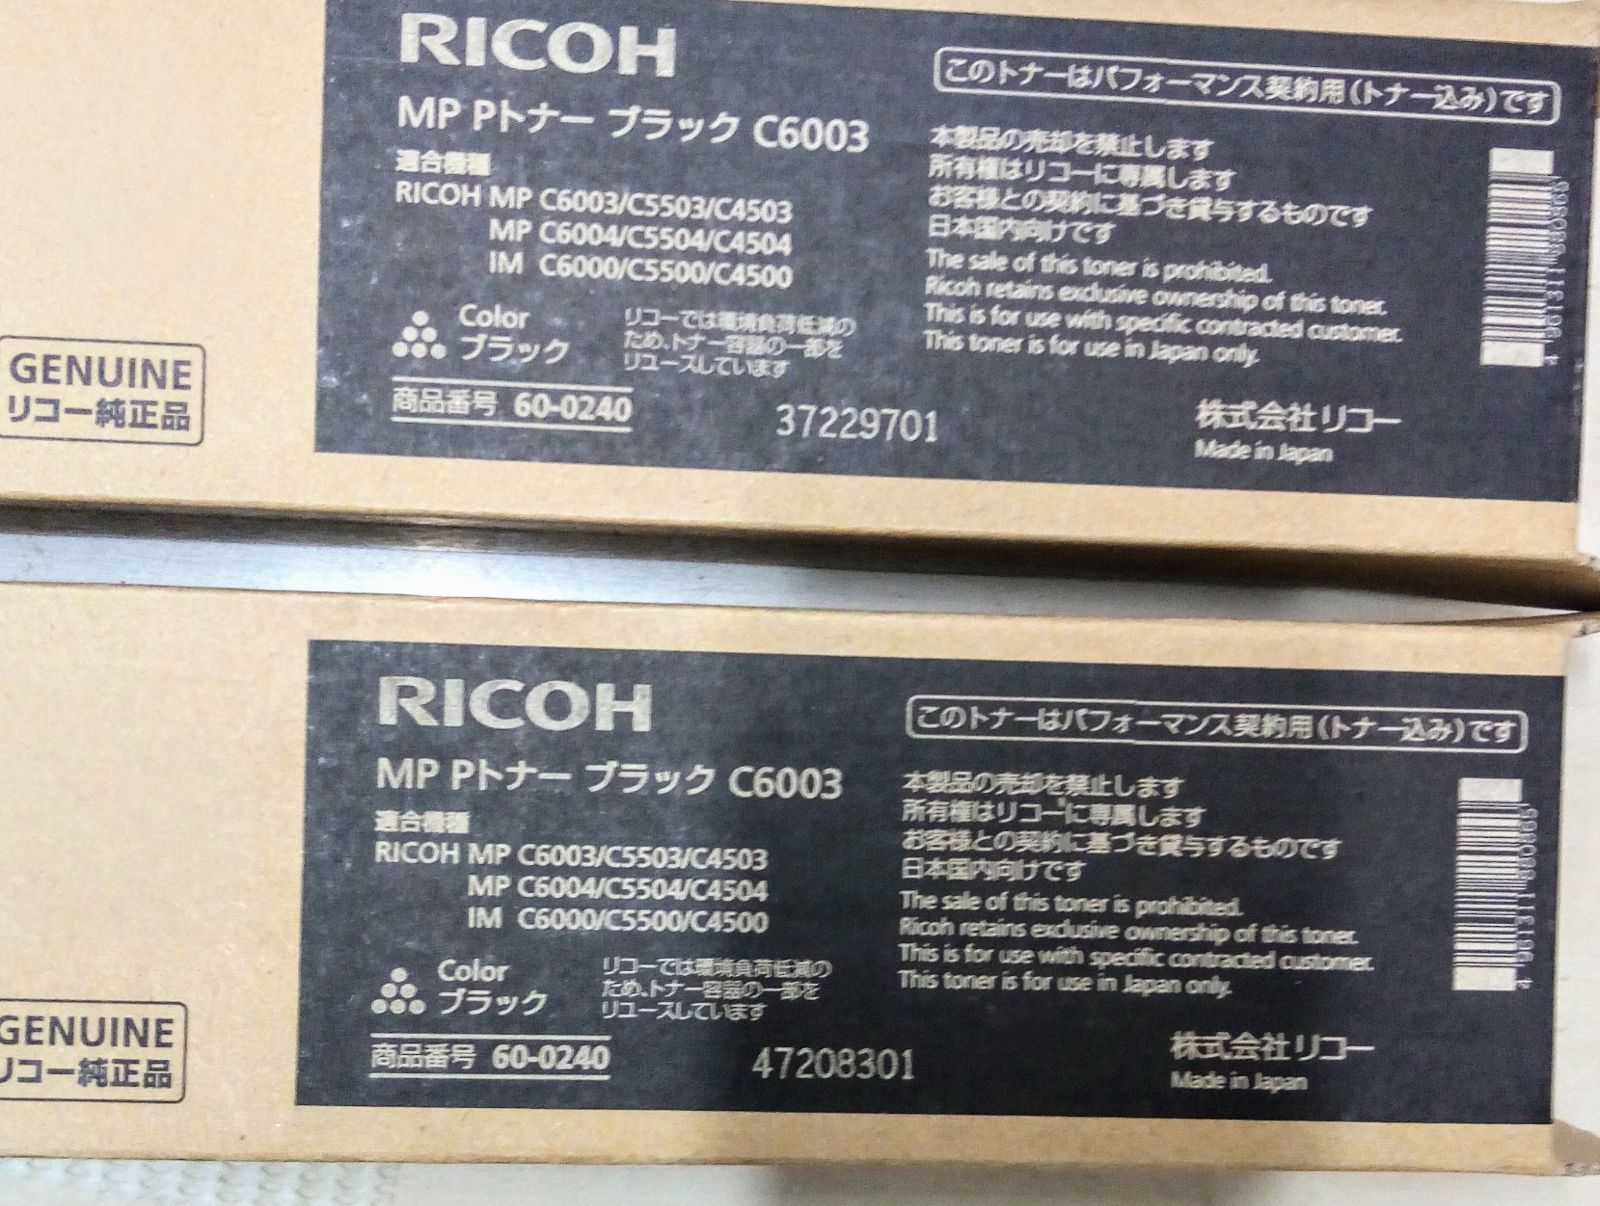 RICOH
MP Pトナー ブラック C6003
適合機種
RICOH MP C6003/C5503/C4503
MP C6004/C5504/C4504
IM C6000/C5500/C4500
Color
ブラック
リコーでは環境負荷低減の
ため、トナー容器の一部を
リユースしています
商品番号 60-0240
37229701
このトナーはパフォーマンス契約用(トナー込み)です
本製品の売却を禁止します
所有権はリコーに専属します
お客様との契約に基づき貸与するものです
日本国内向けです
The sale of this toner is prohibited.
Ricoh retains exclusive ownership of this toner.
This is for use with specific contracted customer.
This toner is for use in Japan only.
株式会社リコー
Made in Japan
GENUINE
リコー純正品
RICOH
MP Pトナー ブラック C6003
適合機種
RICOH MP C6003/C5503/C4503
MP C6004/C5504/C4504
IM C6000/C5500/C4500
Color
ブラック
リコーでは環境負荷低減の
ため、トナー容器の一部を
リユースしています
商品番号 60-0240
47208301
このトナーはパフォーマンス契約用(トナー込み)です
本製品の売却を禁止します
所有権はリコーに専属します
お客様との契約に基づき貸与するものです
日本国内向けです
The sale of this toner is prohibited.
Ricoh retains exclusive ownership of this toner.
This is for use with specific contracted customer.
This toner is for use in Japan only.
株式会社リコー
Made in Japan
GENUINE
リコー純正品